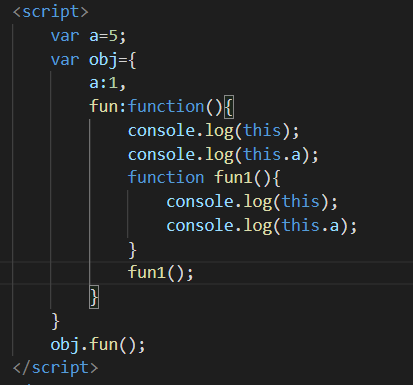 <script>
    var a=5;
    var obj={
        a:1,
        fun:function(){
            console.log(this);
            console.log(this.a);
            function fun1(){
                console.log(this);
                console.log(this.a);
            }
            fun1();
        }
    }
    obj.fun();
</script>